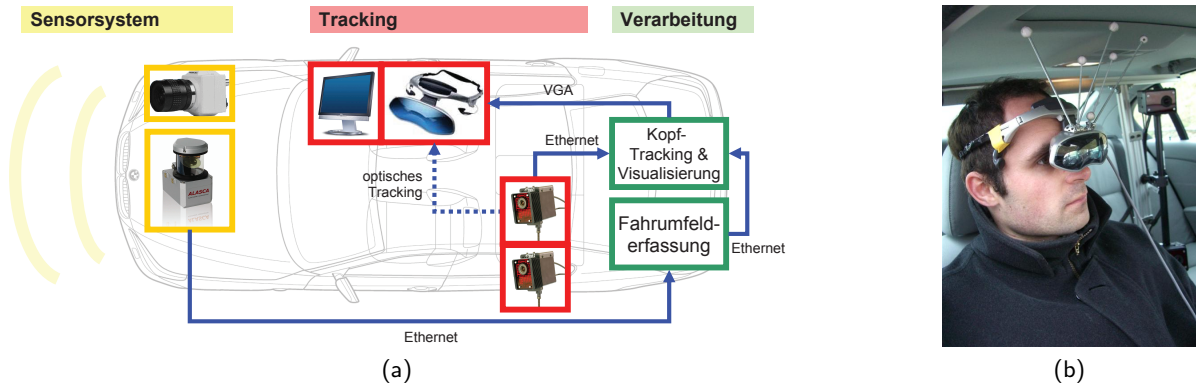 Sensorsystem
Tracking
Verarbeitung
VGA
Ethernet
Kopf-
Tracking &
Visualisierung
optisches
Tracking
ALASCA
Fahrumfeld-
erfassung
Ethernet
Ethernet
(a)
(b)